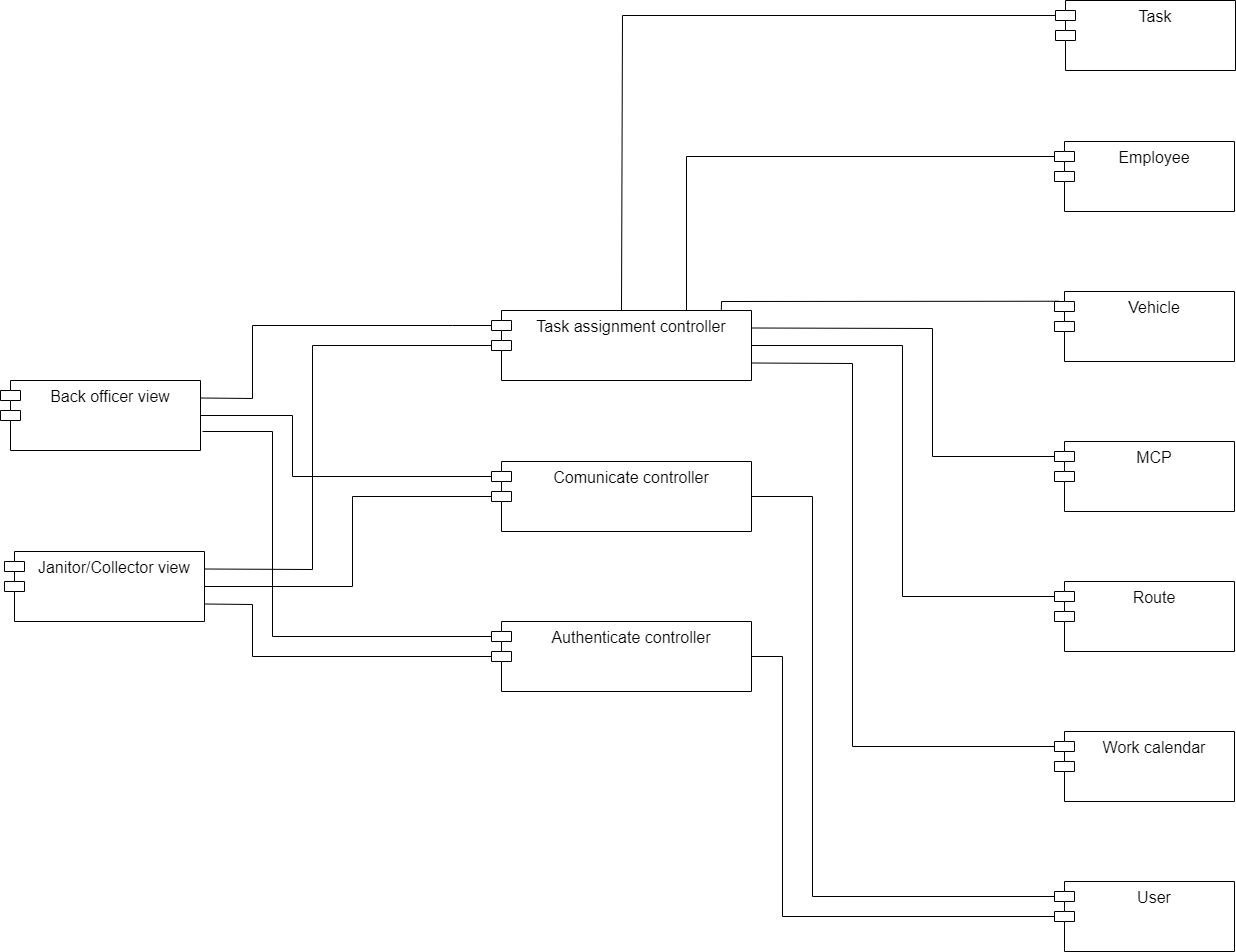 Task
Employee
Vehicle
Task assignment controller
Back officer view
MCP
Comunicate controller
Janitor/Collector view
Route
Authenticate controller
Work calendar
User